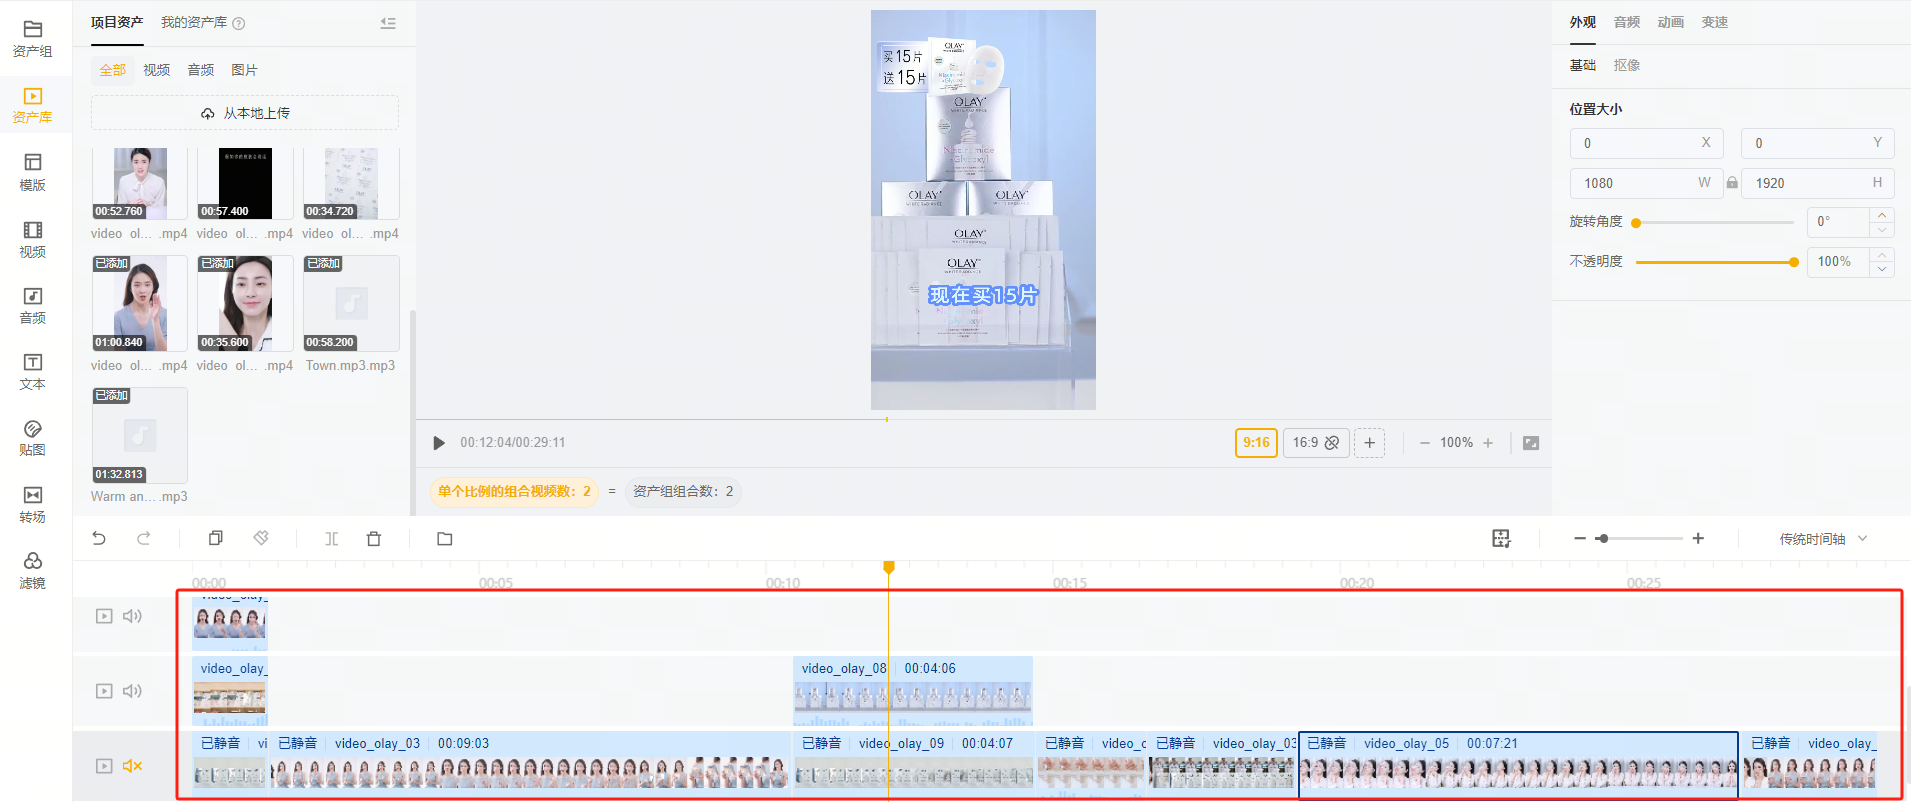 资产组
资产库
模版
视频
音频
文本
贴图
转场
滤镜
项目资产
我的资产库
全部
视频
音频
图片
从本地上传
00:52.760
00:57.400
00:34.720
video ol... .mp4
video ol... .mp4
video ol... .mp4
已添加
已添加
已添加
01:00.840
00:35.600
00:58.200
video ol... .mp4
video ol... .mp4
Town.mp3.mp3
已添加
01:32.813
Warm an... .mp3
OLAY
买15片
送15片
OLAY
WHITE RADIANCE
Niacinamide
+Glycoxyl
OLAY
OLAY
OLAY
OLAY
现在买15片
00:12:04/00:29:11
9:16
16:9
100%
单个比例的组合视频数: 2
=
资产组组合数: 2
外观
音频
动画
变速
基础
抠像
位置大小
0 X
0 Y
1080 W
1920 H
旋转角度
0°
不透明度
100%
传统时间轴
00:00
00:05
00:10
00:15
00:20
00:25
video_olay_
video_olay_
video_olay_08
00:04:06
已静音
vi
已静音
video_olay_03
00:09:03
已静音
video_olay_09
00:04:07
已静音
video_o
已静音
video_03
已静音
video_olay_05
00:07:21
已静音
video_olay_